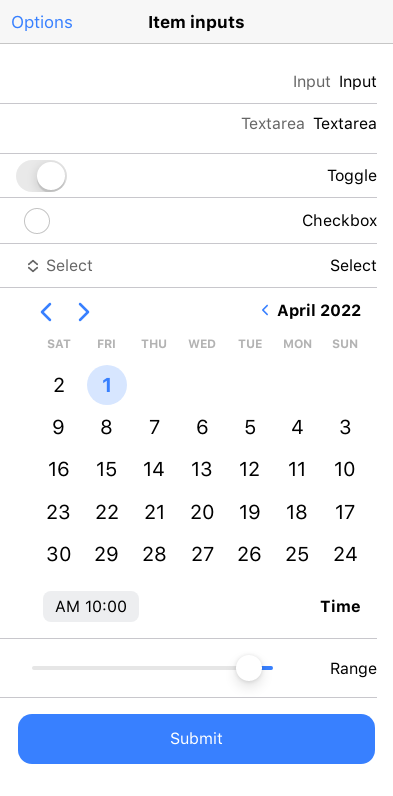 Options Item inputs
Input Input
Textarea Textarea
Toggle
Checkbox
Select Select
April 2022
SAT FRI THU WED TUE MON SUN
2 1
9 8 7 6 5 4 3
16 15 14 13 12 11 10
23 22 21 20 19 18 17
30 29 28 27 26 25 24
AM 10:00 Time
Range
Submit